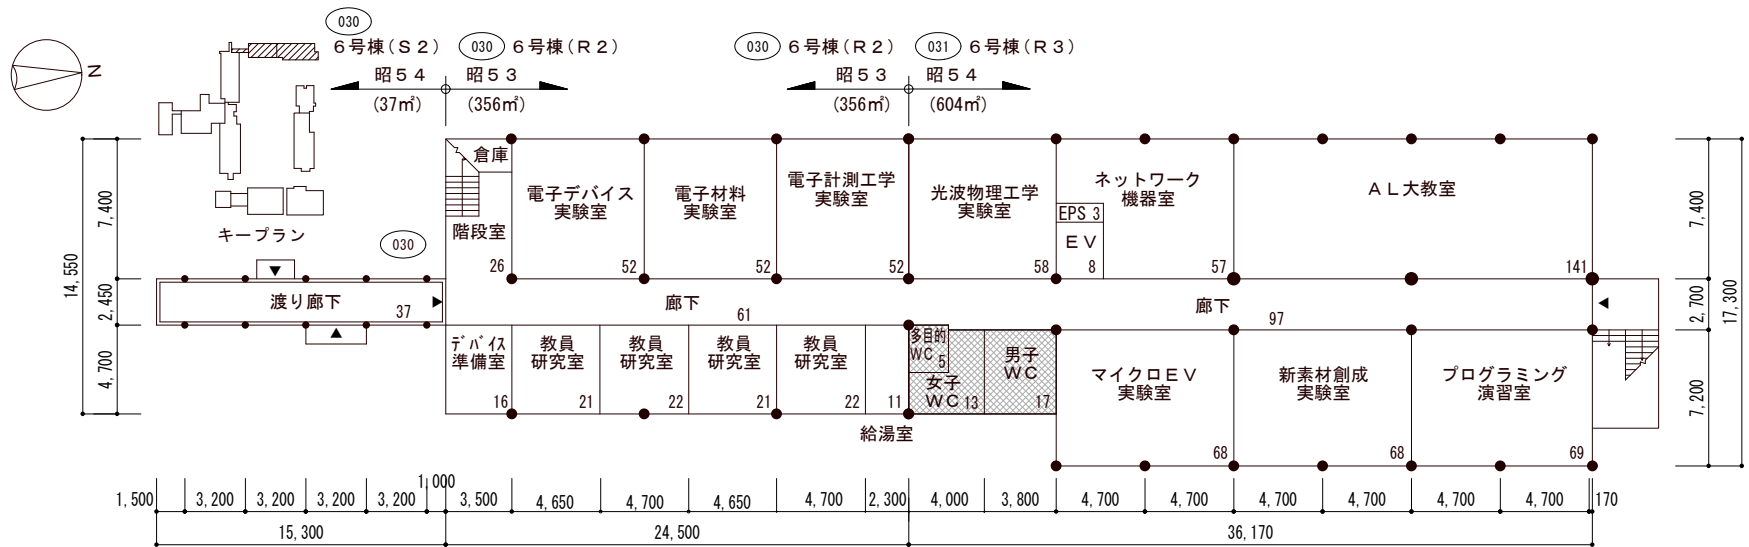 030
６号棟(Ｓ２)
030 ６号棟(Ｒ２)
030 ６号棟(Ｒ２)
031 ６号棟(Ｒ３)
昭５４
昭５３
昭５３
昭５４
(37㎡)
(356㎡)
(356㎡)
(604㎡)
N
キープラン
030
倉庫
階段室
26
電子デバイス
実験室
52
電子材料
実験室
52
電子計測工学
実験室
52
光波物理工学
実験室
58
ネットワーク
機器室
57
EPS 3
ＥＶ
8
ＡＬ大教室
141
渡り廊下
37
廊下
61
廊下
97
ﾃﾞﾊﾞｲｽ
準備室
16
教員
研究室
21
教員
研究室
22
教員
研究室
21
教員
研究室
22
11
給湯室
多目的
WC 5
女子
ＷＣ 13
男子
ＷＣ
17
マイクロＥＶ
実験室
68
新素材創成
実験室
68
プログラミング
演習室
69
14,550
7,400
2,450
4,700
7,400
2,700
7,200
17,300
1,500
3,200
3,200
3,200
3,200
1,000
3,500
4,650
4,700
4,650
4,700
2,300
4,000
3,800
4,700
4,700
4,700
4,700
4,700
4,700
170
15,300
24,500
36,170